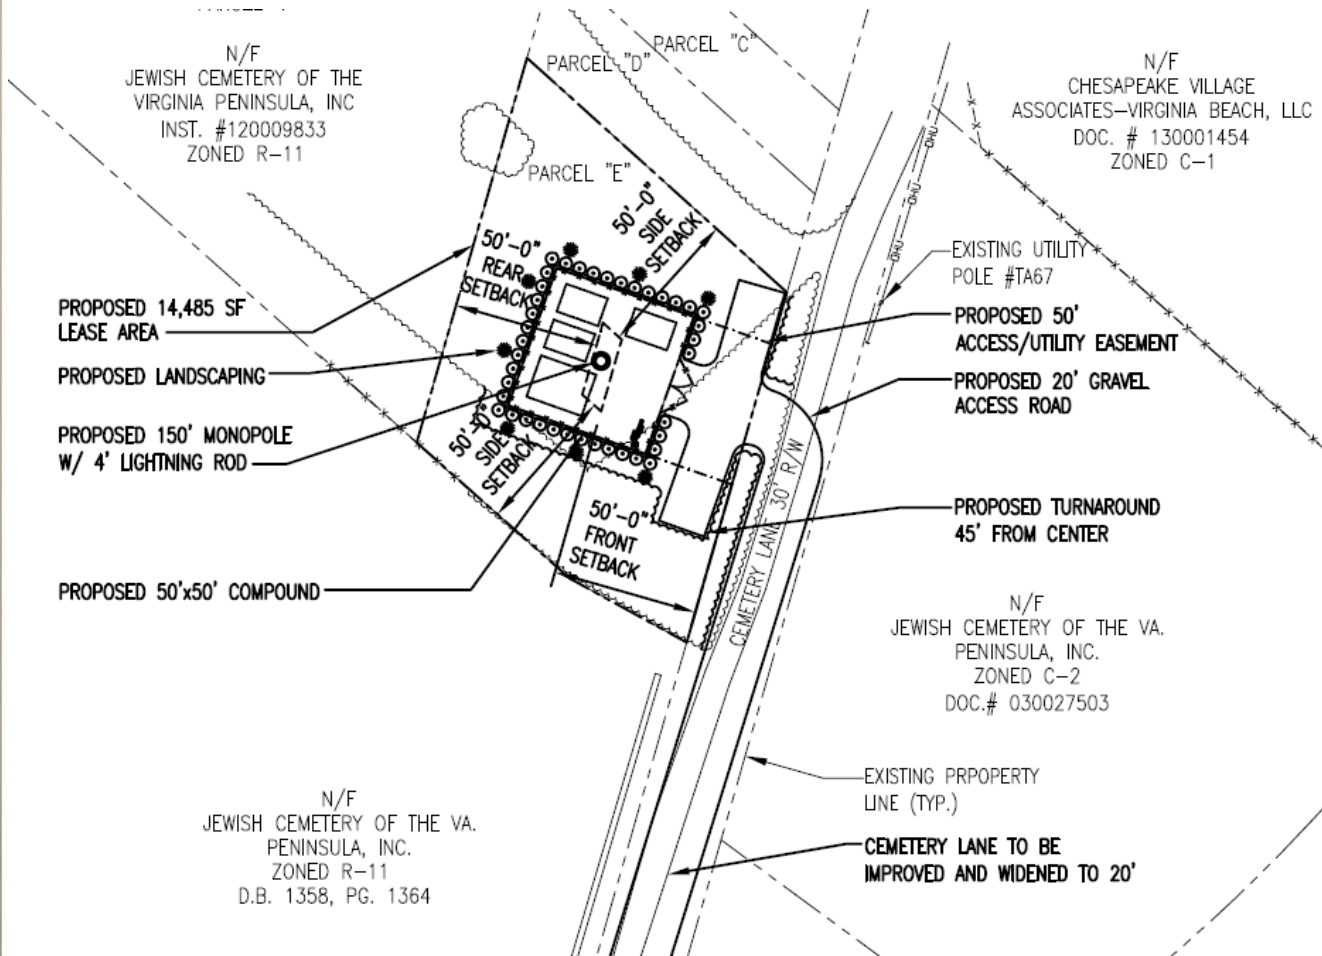 N/F
JEWISH CEMETERY OF THE
VIRGINIA PENINSULA, INC
INST. #120009833
ZONED R-11
PARCEL "D"
PARCEL "C"
PARCEL "E"
N/F
CHESAPEAKE VILLAGE
ASSOCIATES-VIRGINIA BEACH, LLC
DOC. # 130001454
ZONED C-1
OHU
OHU
OHU
50'-0"
SIDE
SETBACK
50'-0"
REAR
SETBACK
EXISTING UTILITY
POLE #TA67
PROPOSED 14,485 SF
LEASE AREA
PROPOSED 50'
ACCESS/UTILITY EASEMENT
PROPOSED LANDSCAPING
PROPOSED 20' GRAVEL
ACCESS ROAD
PROPOSED 150' MONOPOLE
W/ 4' LIGHTNING ROD
50'-0"
SIDE
SETBACK
50'-0"
FRONT
SETBACK
CEMETERY LANE 30' R/W
PROPOSED TURNAROUND
45' FROM CENTER
PROPOSED 50'x50' COMPOUND
N/F
JEWISH CEMETERY OF THE VA.
PENINSULA, INC.
ZONED C-2
DOC.# 030027503
EXISTING PRPOPERTY
LINE (TYP.)
N/F
JEWISH CEMETERY OF THE VA.
PENINSULA, INC.
ZONED R-11
D.B. 1358, PG. 1364
CEMETERY LANE TO BE
IMPROVED AND WIDENED TO 20'